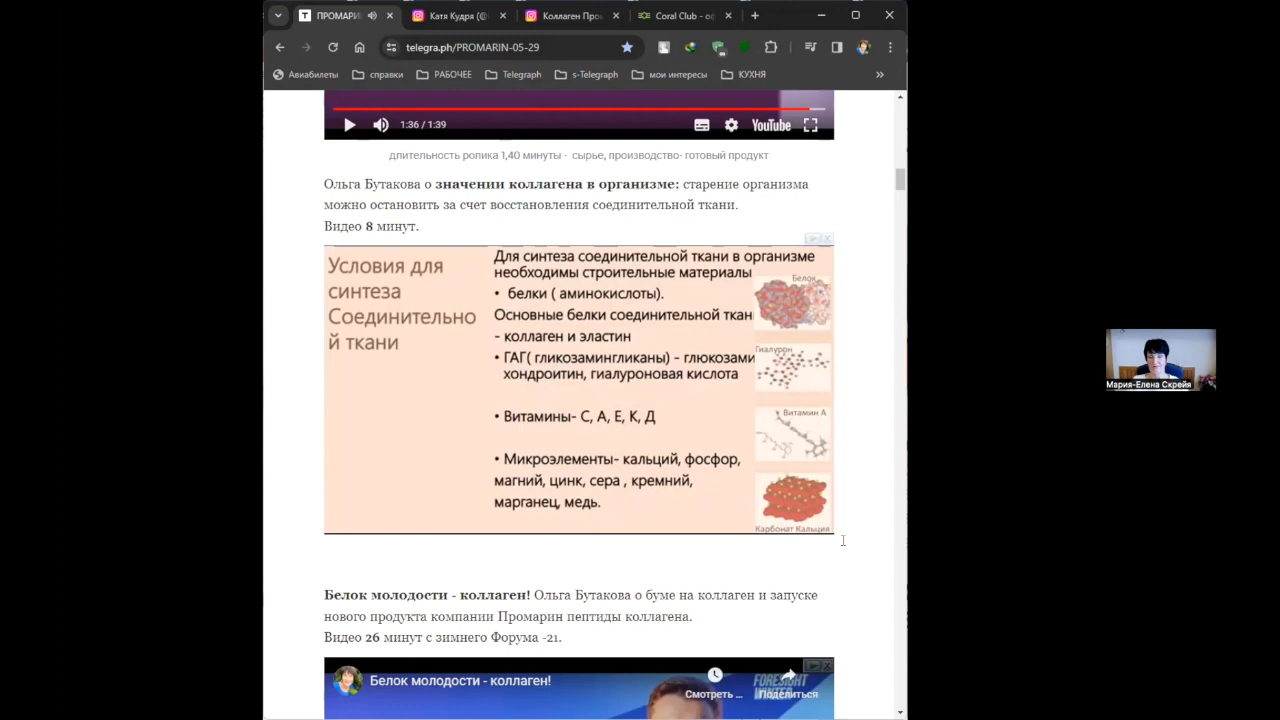 ПРОМАРИН
Катя Кудря (@
Коллаген Про
Coral Club - о
telegra.ph/PROMARIN-05-29
Авиабилеты
справки
РАБОЧЕЕ
Telegraph
s-Telegraph
мои интересы
КУХНЯ
1:36 / 1:39
YouTube
длительность ролика 1,40 минуты - сырье, производство- готовый продукт
Ольга Бутакова о значении коллагена в организме: старение организма
можно остановить за счет восстановления соединительной ткани.
Видео 8 минут.
Условия для
синтеза
Соединительно
й ткани
Для синтеза соединительной ткани в организме
необходимы строительные материалы
• белки ( аминокислоты).
Основные белки соединительной ткан
- коллаген и эластин
• ГАГ( гликозамингликаны) - глюкозами
хондроитин, гиалуроновая кислота
• Витамины- С, А, Е, К, Д
• Микроэлементы- кальций, фосфор,
магний, цинк, сера , кремний,
марганец, медь.
Белок
Гиалурон
Витамин А
Карбонат Кальция
Мария-Елена Скрейя
Белок молодости - коллаген! Ольга Бутакова о буме на коллаген и запуске
нового продукта компании Промарин пептиды коллагена.
Видео 26 минут с зимнего Форума -21.
Белок молодости - коллаген!
Смотреть ...
Поделиться
FORESIGHT
WINTER